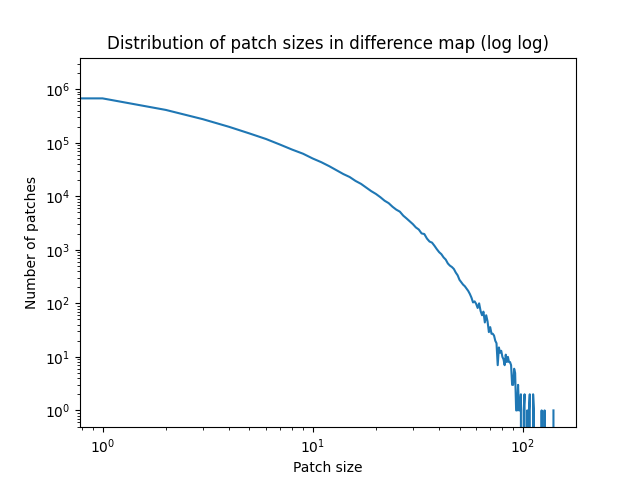 Distribution of patch sizes in difference map (log log)
Number of patches
10⁶
10⁵
10⁴
10³
10²
10¹
10⁰
10⁰ 10¹ 10²
Patch size